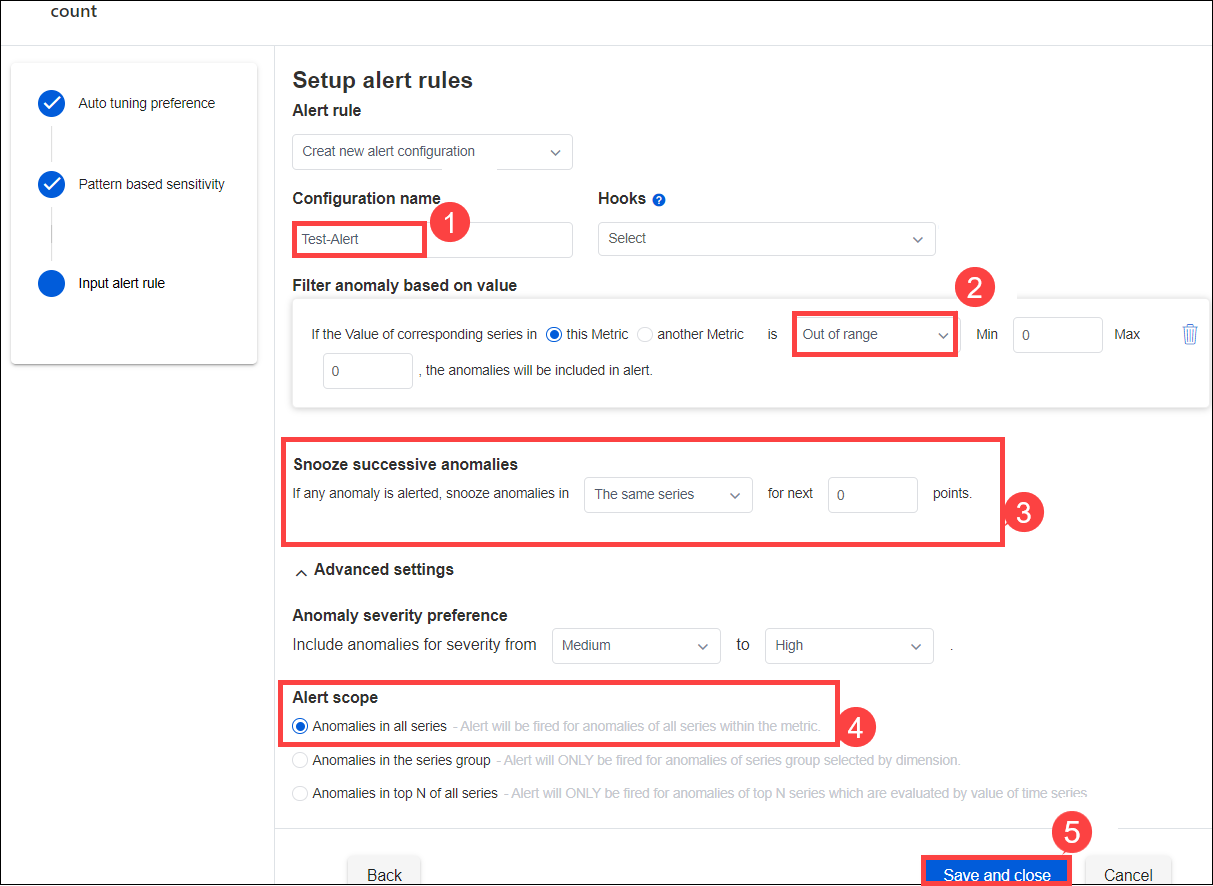 count
Auto tuning preference
Pattern based sensitivity
Input alert rule
Setup alert rules
Alert rule
Creat new alert configuration
Configuration name
Hooks ?
1
Test-Alert
Select
Filter anomaly based on value
2
If the Value of corresponding series in this Metric another Metric is Out of range Min 0 Max
0 , the anomalies will be included in alert.
Snooze successive anomalies
If any anomaly is alerted, snooze anomalies in The same series for next 0 points.
3
Advanced settings
Anomaly severity preference
Include anomalies for severity from Medium to High .
Alert scope
Anomalies in all series - Alert will be fired for anomalies of all series within the metric.
4
Anomalies in the series group - Alert will ONLY be fired for anomalies of series group selected by dimension.
Anomalies in top N of all series - Alert will ONLY be fired for anomalies of top N series which are evaluated by value of time series
5
Back Save and close Cancel